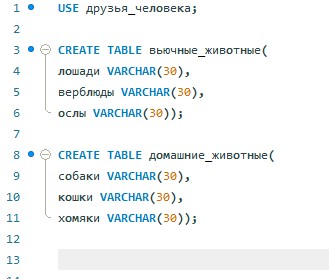 1 USE друзья_человека;
2
3 CREATE TABLE вьючные_животные(
4 лошади VARCHAR(30),
5 верблюды VARCHAR(30),
6 ослы VARCHAR(30));
7
8 CREATE TABLE домашние_животные(
9 собаки VARCHAR(30),
10 кошки VARCHAR(30),
11 хомяки VARCHAR(30));
12
13